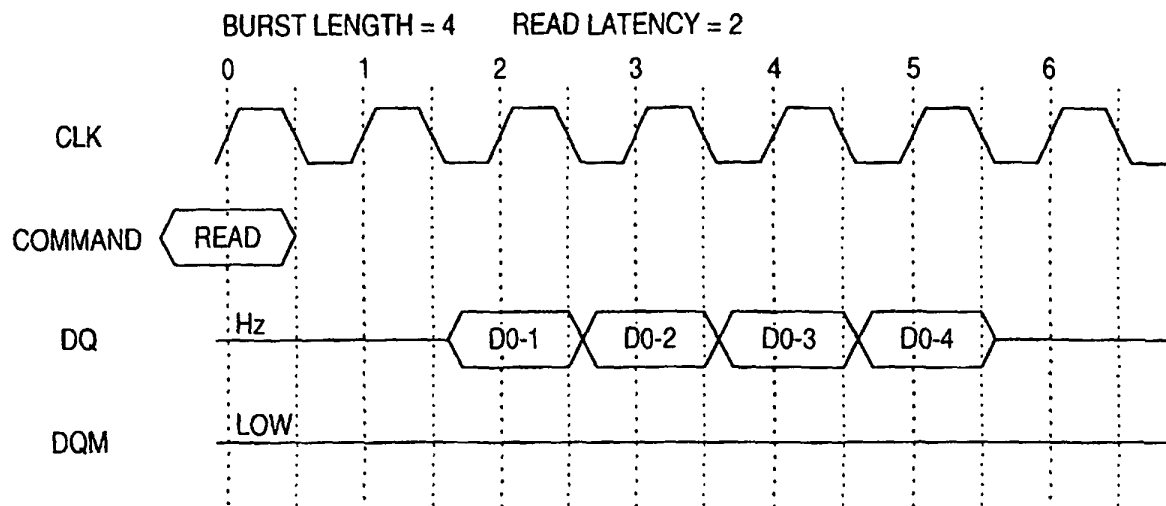 BURST LENGTH = 4 READ LATENCY = 2
0 1 2 3 4 5 6
CLK
COMMAND READ
DQ Hz D0-1 D0-2 D0-3 D0-4
DQM LOW